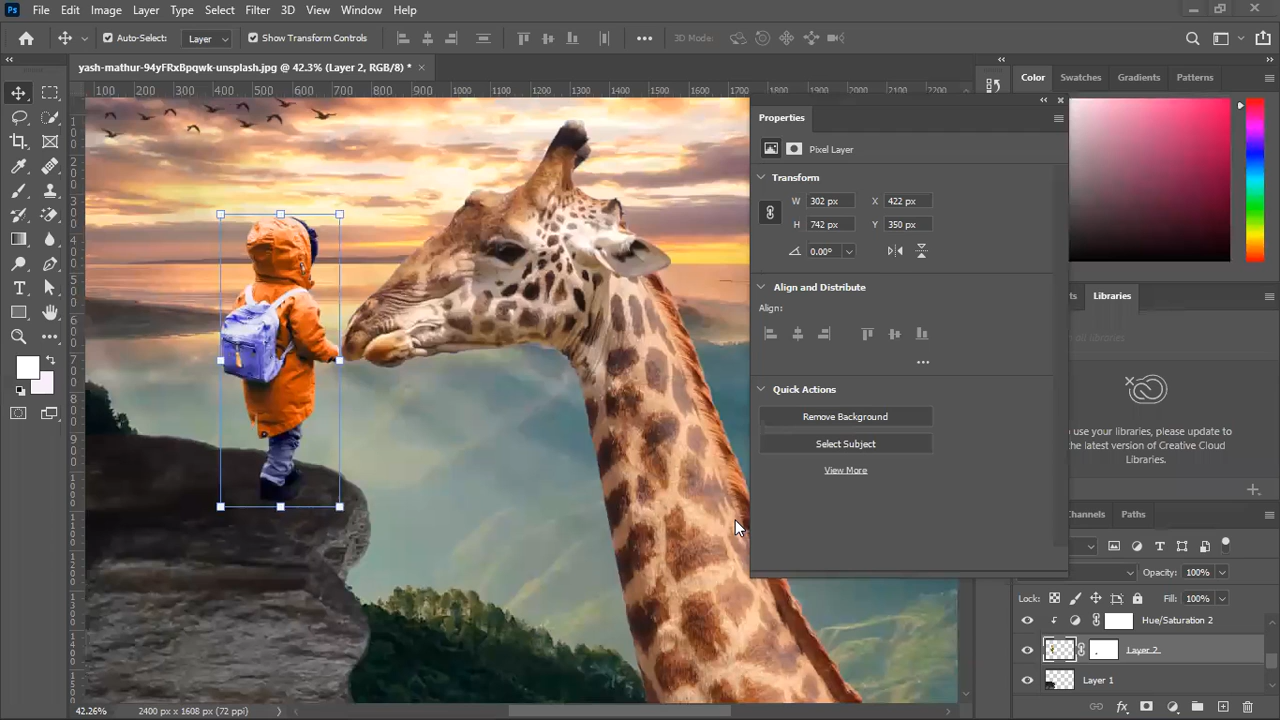 Ps File Edit Image Layer Type Select Filter 3D View Window Help
Auto-Select: Layer Show Transform Controls 3D Mode:
yash-mathur-94yFRxBpqwk-unsplash.jpg @ 42.3% (Layer 2, RGB/8) * ×
Color Swatches Gradients Patterns
100 200 300 400 500 600 700 800 900 1000 1100 1200 1300 1400 1500 1600 1700 1800 1900 2000 2100 2200
Properties
Pixel Layer
Transform
W 302 px X 422 px
H 742 px Y 350 px
0.00°
Align and Distribute
Align:
Libraries
Quick Actions
Remove Background
Select Subject
View More
use your libraries, please update
the latest version of Creative Cloud
Libraries.
hannels Paths
Opacity: 100%
Lock: Fill: 100%
Hue/Saturation 2
Layer 2
Layer 1
42.26% 2400 px x 1608 px (72 ppi)